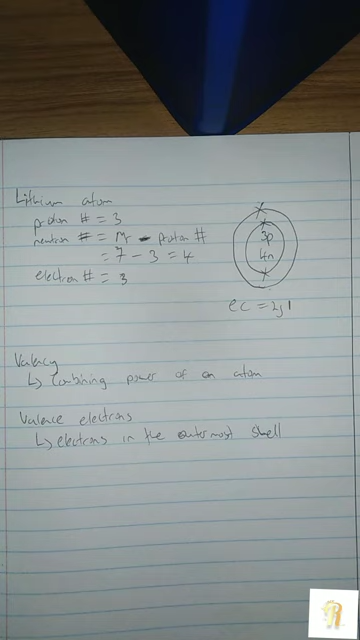 Lithium atom
proton # = 3
neutron # = Mr - proton #
= 7 - 3 = 4
electron # = 3
3p
4n
ec = 2, 1
Valency
↳ Combining power of an atom
Valence electrons
↳ electrons in the outermost shell